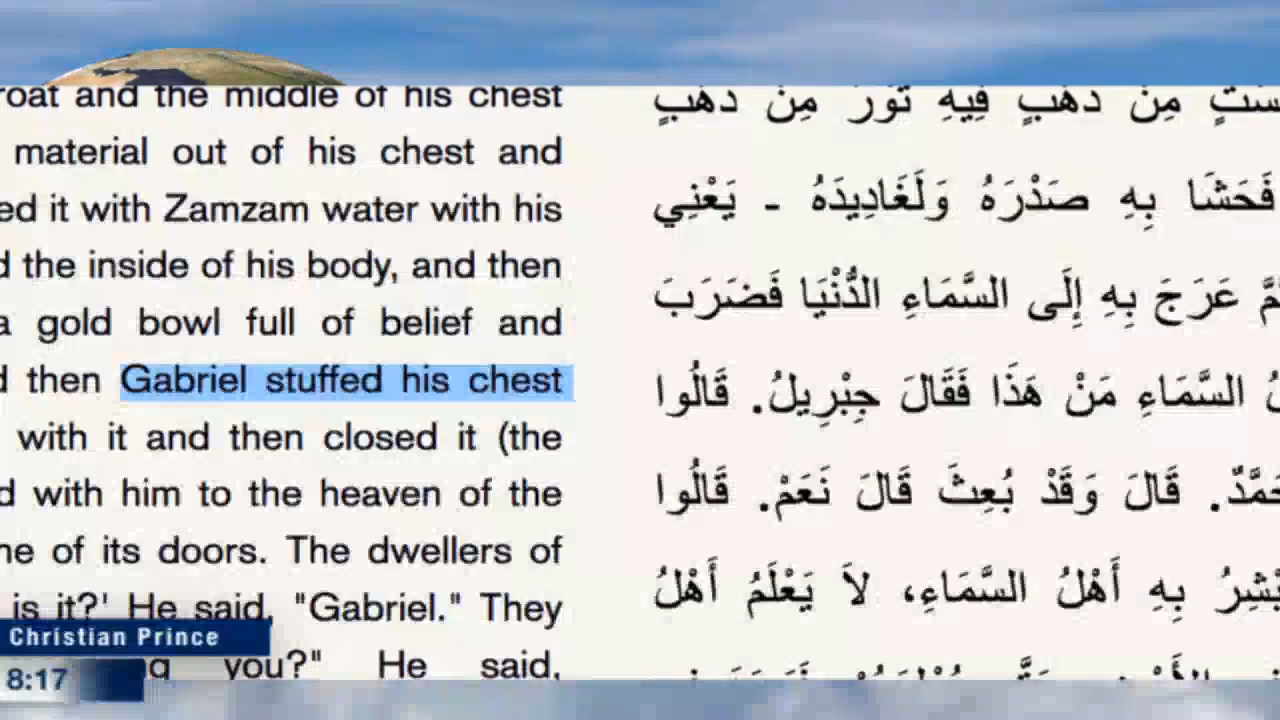 roat and the middle of his chest
material out of his chest and
ed it with Zamzam water with his
d the inside of his body, and then
a gold bowl full of belief and
d then Gabriel stuffed his chest
with it and then closed it (the
d with him to the heaven of the
ne of its doors. The dwellers of
is it?' He said, "Gabriel." They
you?" He said,
سَتٍ مِنْ ذَهَبٍ فِيهِ تَوْرٌ مِنْ ذَهَبٍ
فَحَشَا بِهِ صَدْرَهُ وَلَغَادِيدَهُ ـ يَعْنِي
مَّ عَرَجَ بِهِ إِلَى السَّمَاءِ الدُّنْيَا فَضَرَبَ
لُ السَّمَاءِ مَنْ هَذَا فَقَالَ جِبْرِيلُ. قَالُوا
حَمَّدٌ. قَالَ وَقَدْ بُعِثَ قَالَ نَعَمْ. قَالُوا
بْشِرُ بِهِ أَهْلُ السَّمَاءِ، لاَ يَعْلَمُ أَهْلُ
Christian Prince
8:17